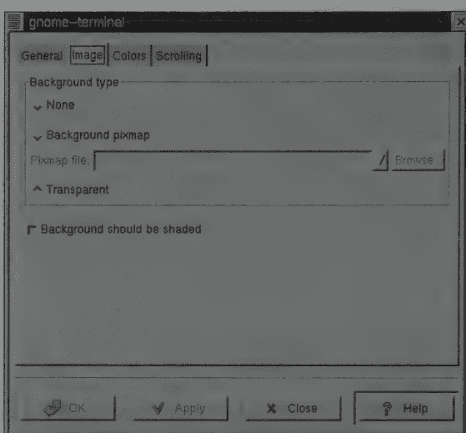 gnome-terminal
General Image Colors Scrolling
Background type
None
Background pixmap
Pixmap file: Browse
Transparent
Background should be shaded
OK Apply Close Help